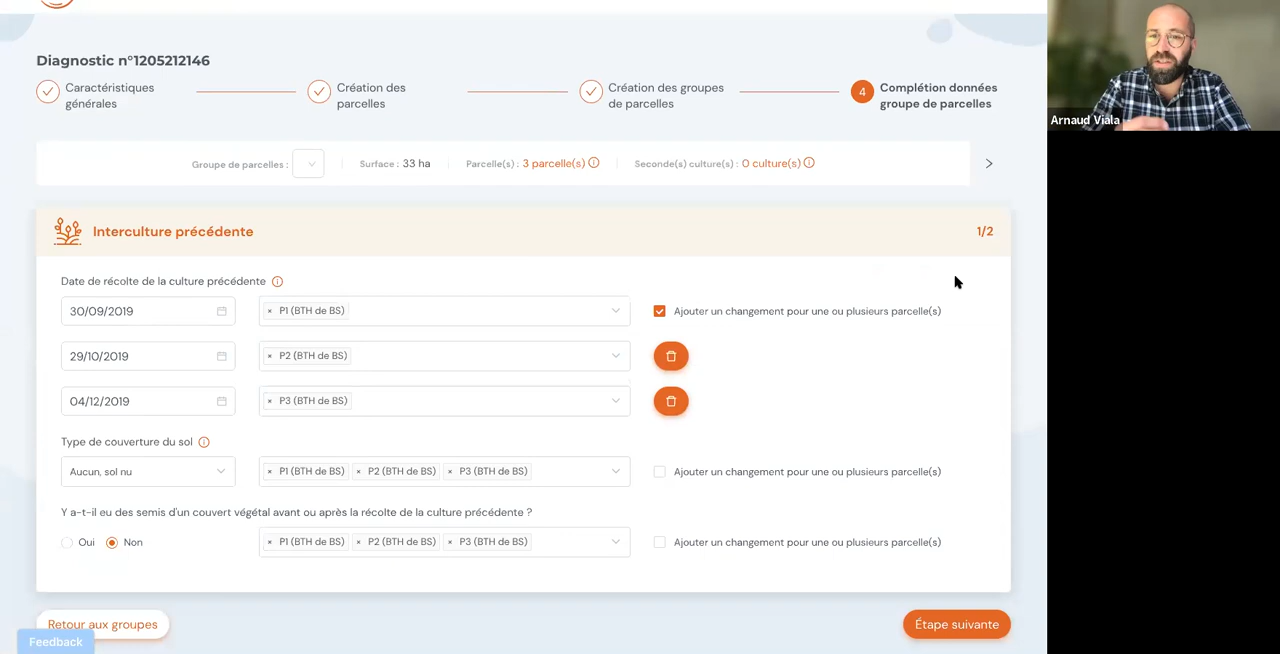 Diagnostic n°1205212146
Caractéristiques
générales
Création des
parcelles
Création des groupes
de parcelles
4
Complétion données
groupe de parcelles
Groupe de parcelles :
Surface : 33 ha
Parcelle(s) : 3 parcelle(s)
Seconde(s) culture(s) : 0 culture(s)
Interculture précédente
1/2
Date de récolte de la culture précédente
30/09/2019
× P1 (BTH de BS)
Ajouter un changement pour une ou plusieurs parcelle(s)
29/10/2019
× P2 (BTH de BS)
04/12/2019
× P3 (BTH de BS)
Type de couverture du sol
Aucun, sol nu
× P1 (BTH de BS) × P2 (BTH de BS) × P3 (BTH de BS)
Ajouter un changement pour une ou plusieurs parcelle(s)
Y a-t-il eu des semis d'un couvert végétal avant ou après la récolte de la culture précédente ?
Oui Non
× P1 (BTH de BS) × P2 (BTH de BS) × P3 (BTH de BS)
Ajouter un changement pour une ou plusieurs parcelle(s)
Retour aux groupes
Étape suivante
Feedback
Arnaud Viala